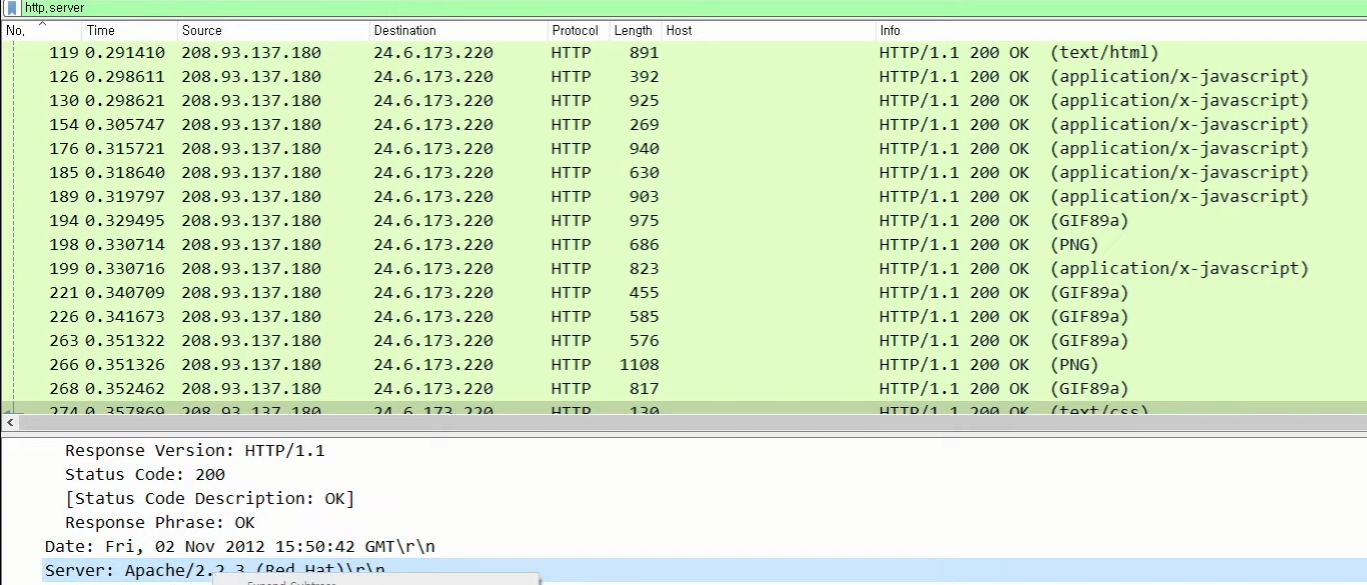 http.server
No. Time Source Destination Protocol Length Host Info
119 0.291410 208.93.137.180 24.6.173.220 HTTP 891 HTTP/1.1 200 OK (text/html)
126 0.298611 208.93.137.180 24.6.173.220 HTTP 392 HTTP/1.1 200 OK (application/x-javascript)
130 0.298621 208.93.137.180 24.6.173.220 HTTP 925 HTTP/1.1 200 OK (application/x-javascript)
154 0.305747 208.93.137.180 24.6.173.220 HTTP 269 HTTP/1.1 200 OK (application/x-javascript)
176 0.315721 208.93.137.180 24.6.173.220 HTTP 940 HTTP/1.1 200 OK (application/x-javascript)
185 0.318640 208.93.137.180 24.6.173.220 HTTP 630 HTTP/1.1 200 OK (application/x-javascript)
189 0.319797 208.93.137.180 24.6.173.220 HTTP 903 HTTP/1.1 200 OK (application/x-javascript)
194 0.329495 208.93.137.180 24.6.173.220 HTTP 975 HTTP/1.1 200 OK (GIF89a)
198 0.330714 208.93.137.180 24.6.173.220 HTTP 686 HTTP/1.1 200 OK (PNG)
199 0.330716 208.93.137.180 24.6.173.220 HTTP 823 HTTP/1.1 200 OK (application/x-javascript)
221 0.340709 208.93.137.180 24.6.173.220 HTTP 455 HTTP/1.1 200 OK (GIF89a)
226 0.341673 208.93.137.180 24.6.173.220 HTTP 585 HTTP/1.1 200 OK (GIF89a)
263 0.351322 208.93.137.180 24.6.173.220 HTTP 576 HTTP/1.1 200 OK (GIF89a)
266 0.351326 208.93.137.180 24.6.173.220 HTTP 1108 HTTP/1.1 200 OK (PNG)
268 0.352462 208.93.137.180 24.6.173.220 HTTP 817 HTTP/1.1 200 OK (GIF89a)
274 0.357869 208.93.137.180 24.6.173.220 HTTP 130 HTTP/1.1 200 OK (text/css)
Response Version: HTTP/1.1
Status Code: 200
[Status Code Description: OK]
Response Phrase: OK
Date: Fri, 02 Nov 2012 15:50:42 GMT\r\n
Server: Apache/2.2.3 (Red Hat)\r\n